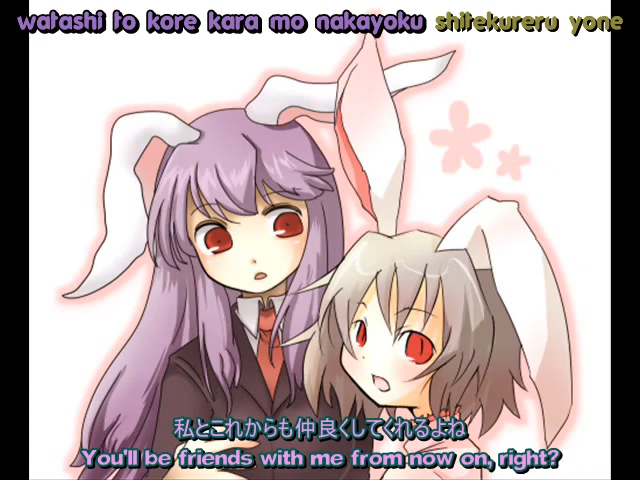 watashi to kore kara mo nakayoku shitekureru yone
私とこれからも仲良くしてくれるよね
You'll be friends with me from now on, right?